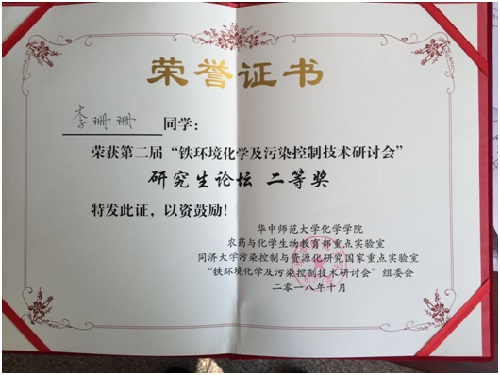 荣誉证书
李珊珊 同学:
荣获第二届“铁环境化学及污染控制技术研讨会”
研究生论坛 二等奖
特发此证,以资鼓励!
华中师范大学化学学院
农药与化学生物教育部重点实验室
同济大学污染控制与资源化研究国家重点实验室
“铁环境化学及污染控制技术研讨会”组委会
二〇一八年十月